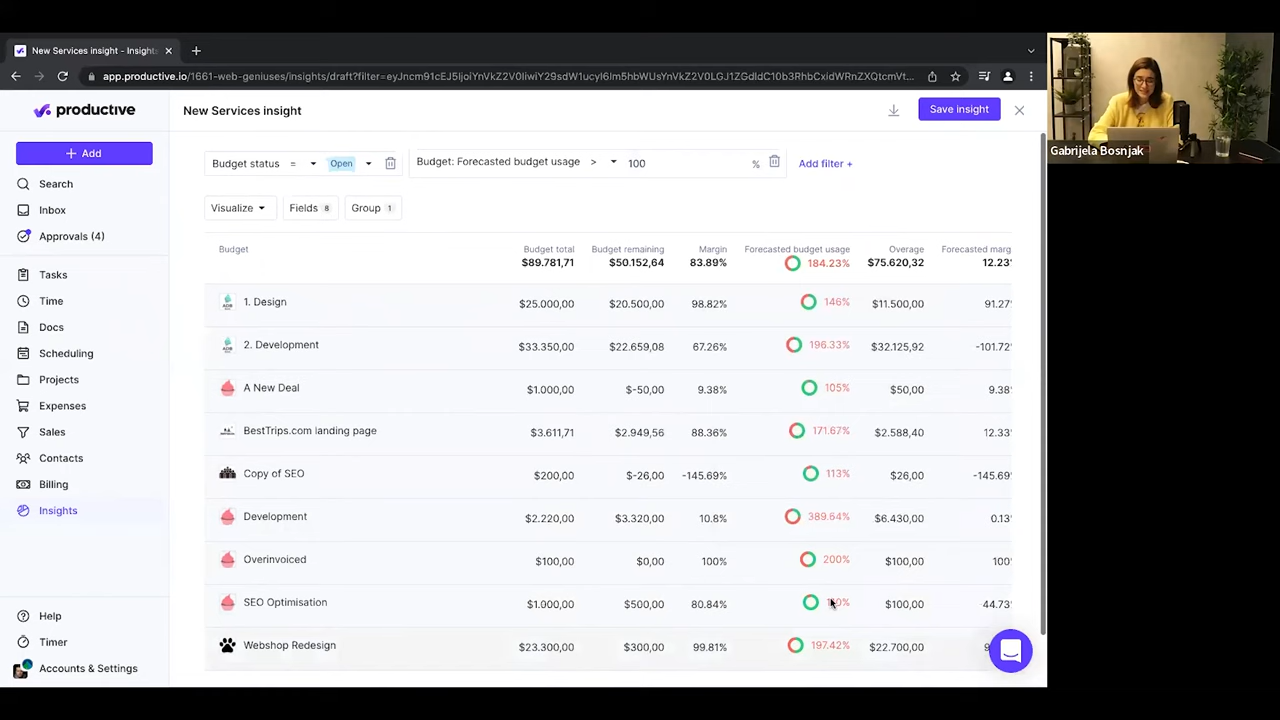 New Services insight - Insights
app.productive.io/1661-web-geniuses/insights/draft?filter=eyJncm91cEJ5IjoiYnVkZ2V0IiwiY29sdW1ucyI6Im5hbWUsYnVkZ2V0LGJ1ZGdldC10b3RhbCxidWRnZXQtcmVt...
productive
New Services insight
Save insight
Add
Budget status = Open
Budget: Forecasted budget usage > 100 %
Add filter +
Search
Inbox
Approvals (4)
Tasks
Time
Docs
Scheduling
Projects
Expenses
Sales
Contacts
Billing
Insights
Help
Timer
Accounts & Settings
Visualize
Fields 8
Group 1
Budget Budget total Budget remaining Margin Forecasted budget usage Overage Forecasted marg
$89.781,71 $50.152,64 83.89% 184.23% $75.620,32 12.23
1. Design $25.000,00 $20.500,00 98.82% 146% $11.500,00 91.27
2. Development $33.350,00 $22.659,08 67.26% 196.33% $32.125,92 -101.72
A New Deal $1.000,00 $-50,00 9.38% 105% $50,00 9.38
BestTrips.com landing page $3.611,71 $2.949,56 88.36% 171.67% $2.588,40 12.33
Copy of SEO $200,00 $-26,00 -145.69% 113% $26,00 -145.69
Development $2.220,00 $3.320,00 10.8% 389.64% $6.430,00 0.13
Overinvoiced $100,00 $0,00 100% 200% $100,00 100
SEO Optimisation $1.000,00 $500,00 80.84% $100,00 44.73
Webshop Redesign $23.300,00 $300,00 99.81% 197.42% $22.700,00
Gabrijela Bosnjak